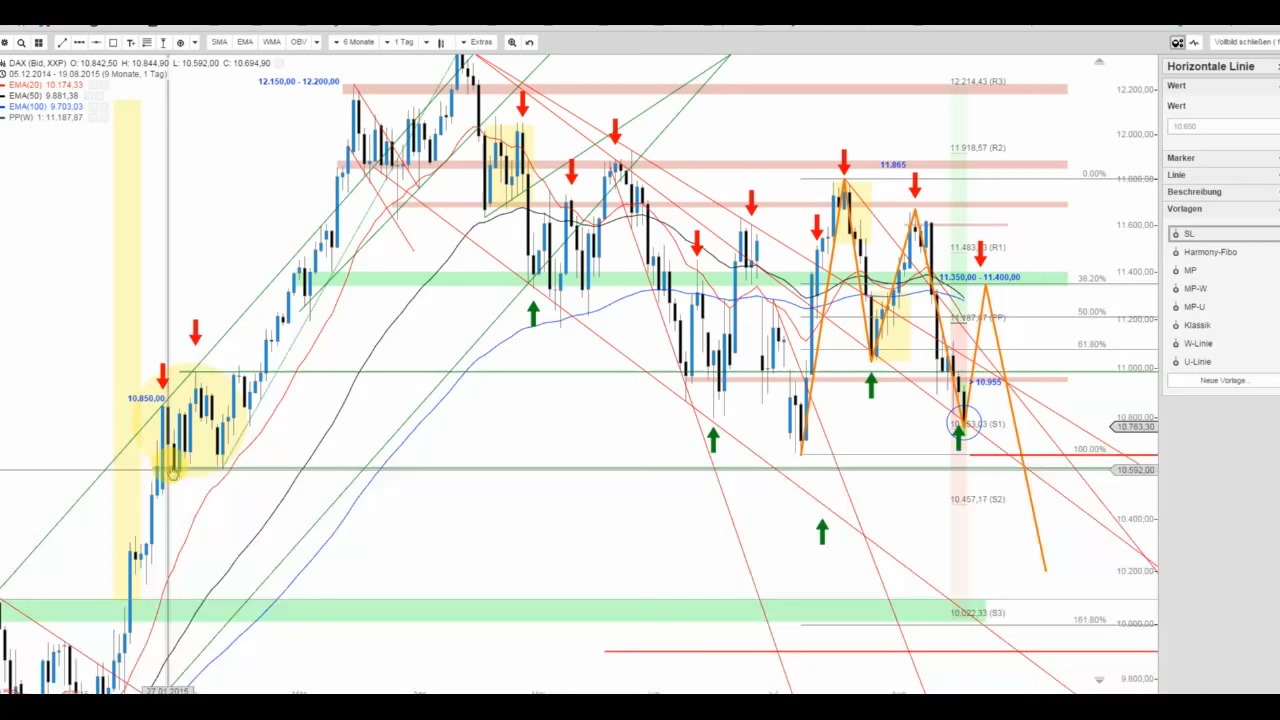 SMA EMA WMA OBV 6 Monate 1 Tag Extras Vollbild schließen (
DAX (Bid, XXP) O: 10.842,50 H: 10.844,90 L: 10.592,00 C: 10.694,90
05.12.2014 - 19.08.2015 (9 Monate, 1 Tag)
EMA(20) 10.174,33
EMA(50) 9.881,38
EMA(100) 9.703,03
PP(W) 1: 11.187,87
12.150,00 - 12.200,00
12.214,43 (R3)
11.918,57 (R2)
11.865
0.00%
11.483, (R1)
11.350,00 - 11.400,00
38.20%
50.00%
61.80%
10.955
10.850,00
(S1)
100.00%
10.457,17 (S2)
10.022,33 (S3)
161.80%
12.200,00
12.000,00
11.800,00
11.600,00
11.400,00
11.200,00
11.000,00
10.800,00
10.763,30
10.592,00
10.400,00
10.200,00
10.000,00
9.800,00
27.01.2015
Horizontale Linie
Wert
Wert
10.650
Marker
Linie
Beschreibung
Vorlagen
SL
Harmony-Fibo
MP
MP-W
MP-U
Klassik
W-Linie
U-Linie
Neue Vorlage...